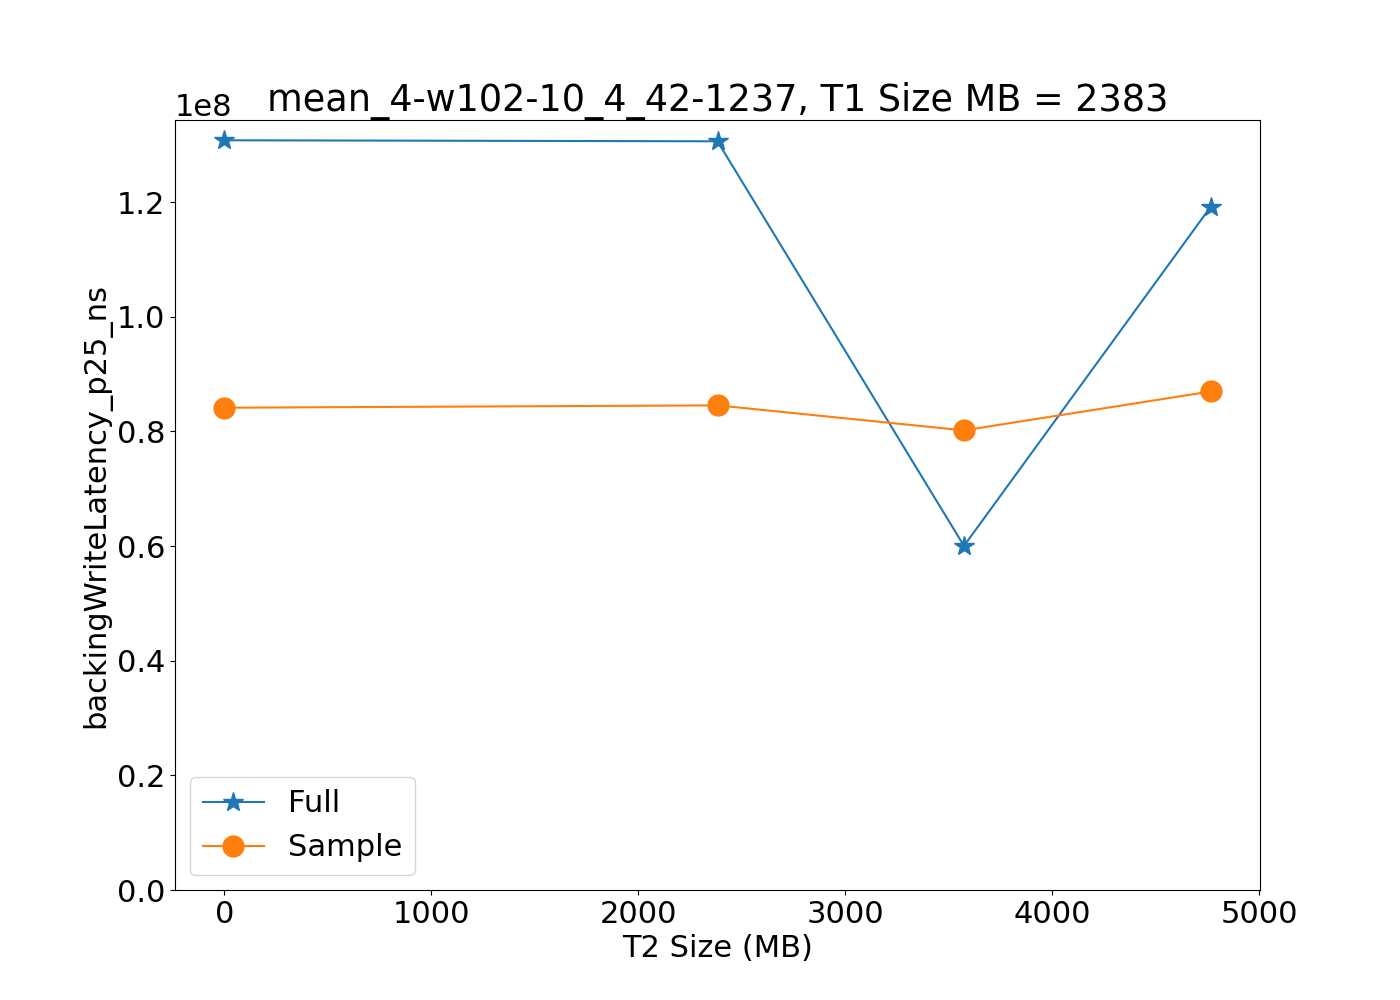 1e8
mean_4-w102-10_4_42-1237, T1 Size MB = 2383
backingWriteLatency_p25_ns
1.2
1.0
0.8
0.6
0.4
0.2
0.0
Full
Sample
0 1000 2000 3000 4000 5000
T2 Size (MB)